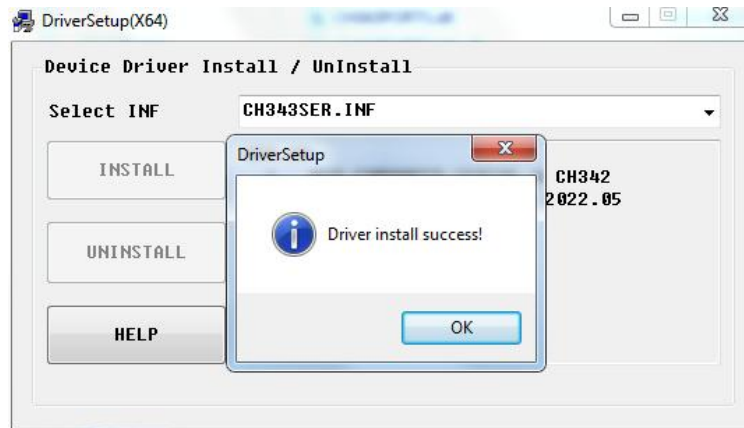 DriverSetup(X64)
Device Driver Install / UnInstall
Select INF
CH343SER.INF
INSTALL
UNINSTALL
HELP
DriverSetup
Driver install success!
OK
CH342
2022.05